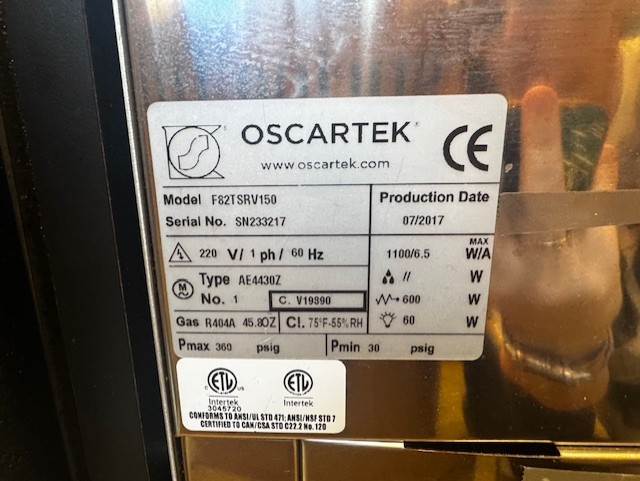 OSCARTEK®
CE
www.oscartek.com
Model F82TSRV150
Production Date
Serial No. SN233217
07/2017
220 V/ 1 ph/ 60 Hz
1100/6.5 MAX W/A
M
Type AE4430Z
// W
No. 1 C. V19890
600 W
Gas R404A 45.8OZ Cl. 75°F-55%RH
60 W
Pmax 360 psig Pmin 30 psig
C ETL US ETL
Intertek Intertek
3045720
CONFORMS TO ANSI/UL STD 471; ANSI/NSF STD 7
CERTIFIED TO CAN/CSA STD C22.2 No. 120